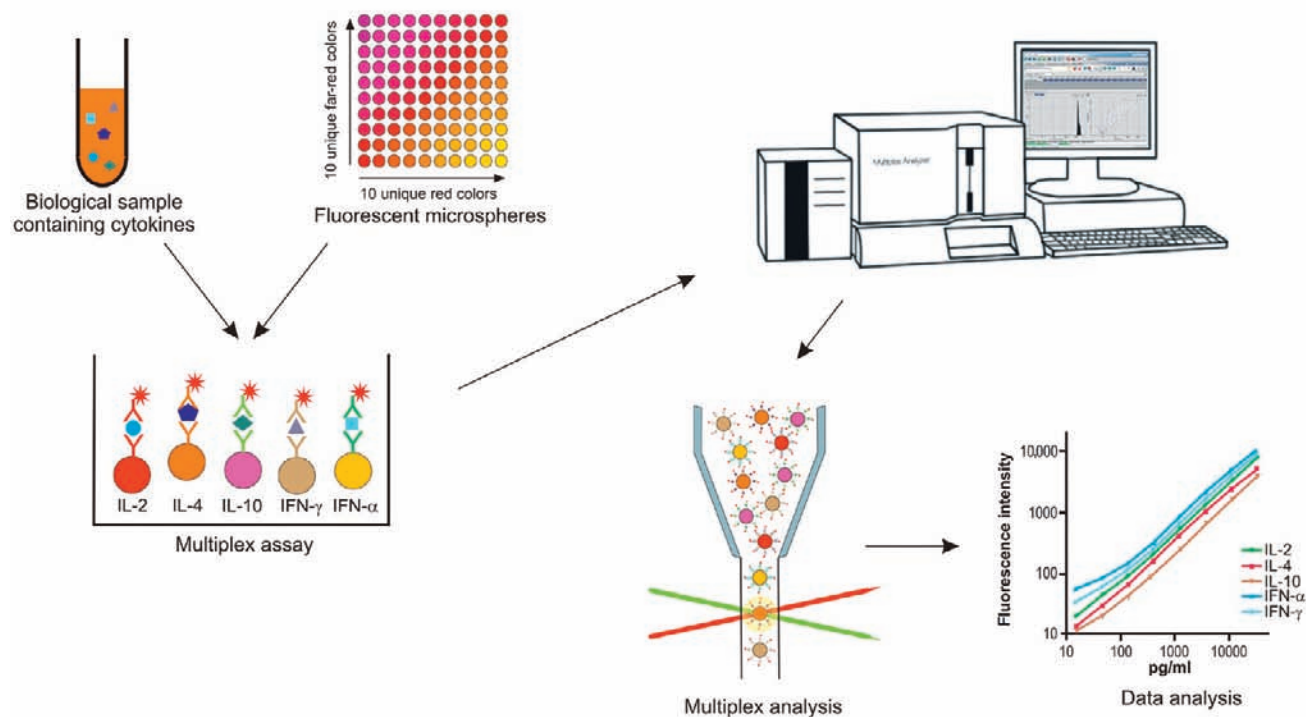 10 unique far-red colors
10 unique red colors
Biological sample
containing cytokines
Fluorescent microspheres
Multiplex Analyzer
IL-2 IL-4 IL-10 IFN-γ IFN-α
Multiplex assay
Multiplex analysis
Fluorescence intensity
10,000
1000
100
10
10 100 1000 10000
pg/ml
IL-2
IL-4
IL-10
IFN-α
IFN-γ
Data analysis